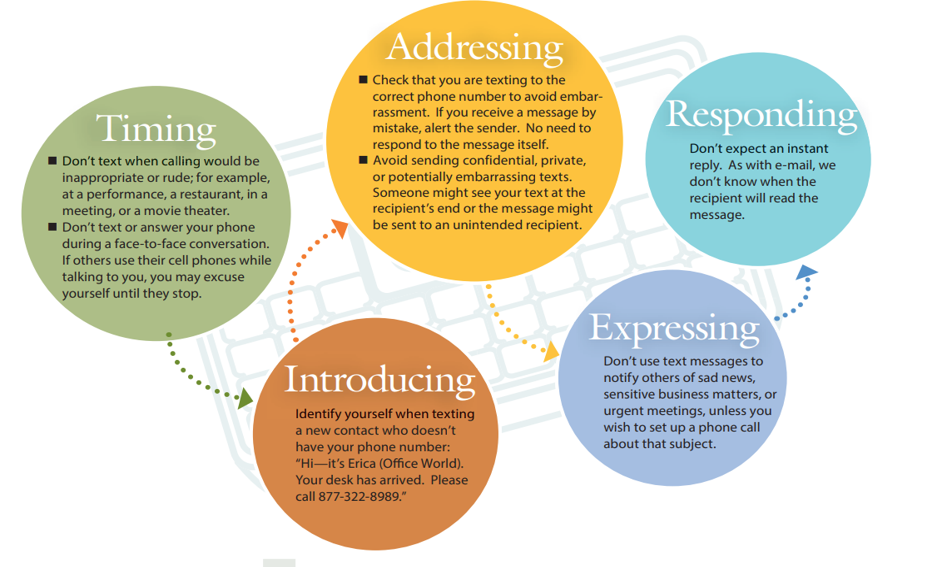 Timing
■ Don’t text when calling would be
inappropriate or rude; for example,
at a performance, a restaurant, in a
meeting, or a movie theater.
■ Don’t text or answer your phone
during a face-to-face conversation.
If others use their cell phones while
talking to you, you may excuse
yourself until they stop.
Introducing
Identify yourself when texting
a new contact who doesn’t
have your phone number:
“Hi—it’s Erica (Office World).
Your desk has arrived. Please
call 877-322-8989.”
Addressing
■ Check that you are texting to the
correct phone number to avoid embar-
rassment. If you receive a message by
mistake, alert the sender. No need to
respond to the message itself.
■ Avoid sending confidential, private,
or potentially embarrassing texts.
Someone might see your text at the
recipient’s end or the message might
be sent to an unintended recipient.
Expressing
Don’t use text messages to
notify others of sad news,
sensitive business matters, or
urgent meetings, unless you
wish to set up a phone call
about that subject.
Responding
Don’t expect an instant
reply. As with e-mail, we
don’t know when the
recipient will read the
message.